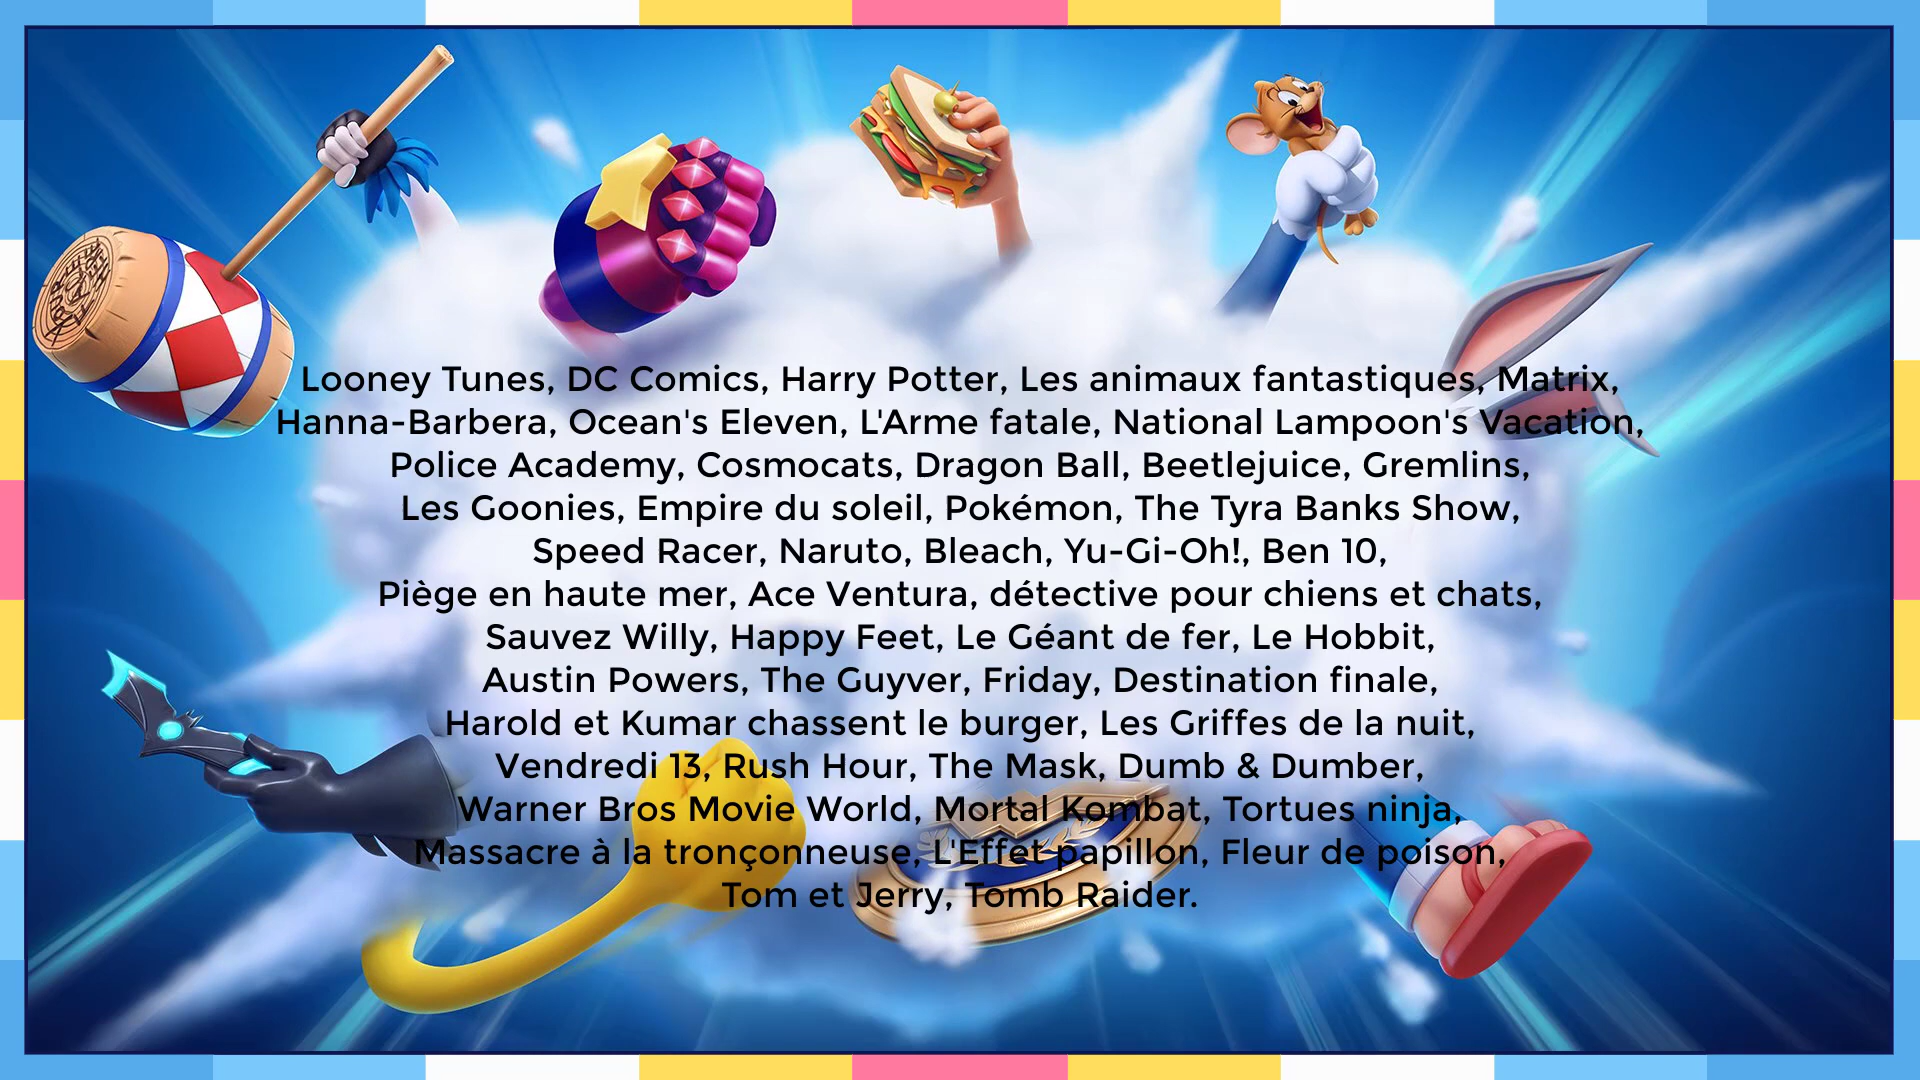 Looney Tunes, DC Comics, Harry Potter, Les animaux fantastiques, Matrix,
Hanna-Barbera, Ocean's Eleven, L'Arme fatale, National Lampoon's Vacation,
Police Academy, Cosmocats, Dragon Ball, Beetlejuice, Gremlins,
Les Goonies, Empire du soleil, Pokémon, The Tyra Banks Show,
Speed Racer, Naruto, Bleach, Yu-Gi-Oh!, Ben 10,
Piège en haute mer, Ace Ventura, détective pour chiens et chats,
Sauvez Willy, Happy Feet, Le Géant de fer, Le Hobbit,
Austin Powers, The Guyver, Friday, Destination finale,
Harold et Kumar chassent le burger, Les Griffes de la nuit,
Vendredi 13, Rush Hour, The Mask, Dumb & Dumber,
Warner Bros Movie World, Mortal Kombat, Tortues ninja,
Massacre à la tronçonneuse, L'Effet papillon, Fleur de poison,
Tom et Jerry, Tomb Raider.